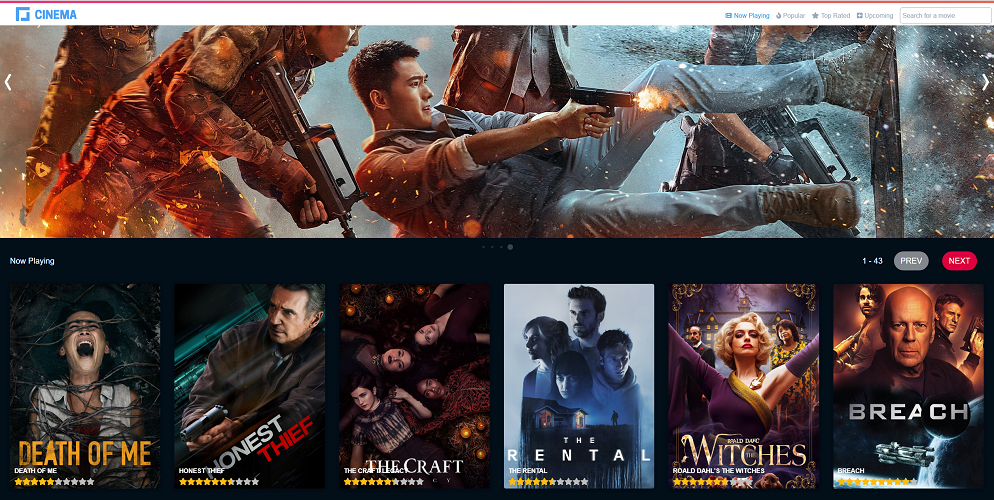 CINEMA
Now Playing
Popular
Top Rated
Upcoming
Search for a movie
Now Playing
1 - 43
PREV
NEXT
DEATH OF ME
DEATH OF ME
HONEST THIEF
HONEST THIEF
THE CRAFT
LEGACY
THE CRAFT: LEGACY
THE
RENTAL
THE RENTAL
ROALD DAHL'S
THE WITCHES
ROALD DAHL'S THE WITCHES
BREACH
BREACH